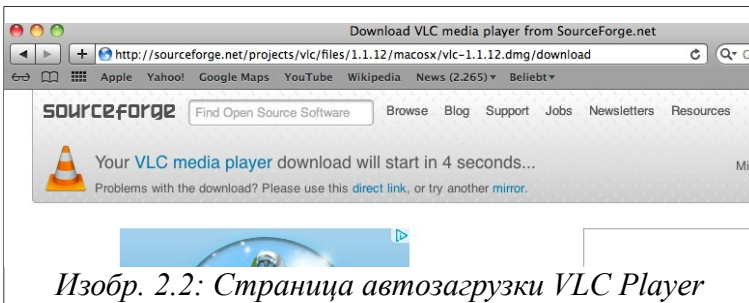 Download VLC media player from SourceForge.net
http://sourceforge.net/projects/vlc/files/1.1.12/macosx/vlc-1.1.12.dmg/download
Apple Yahoo! Google Maps YouTube Wikipedia News (2.265) Beliebt
sourceforge Find Open Source Software Browse Blog Support Jobs Newsletters Resources
Your VLC media player download will start in 4 seconds...
Problems with the download? Please use this direct link, or try another mirror.
Изобр. 2.2: Страница автозагрузки VLC Player